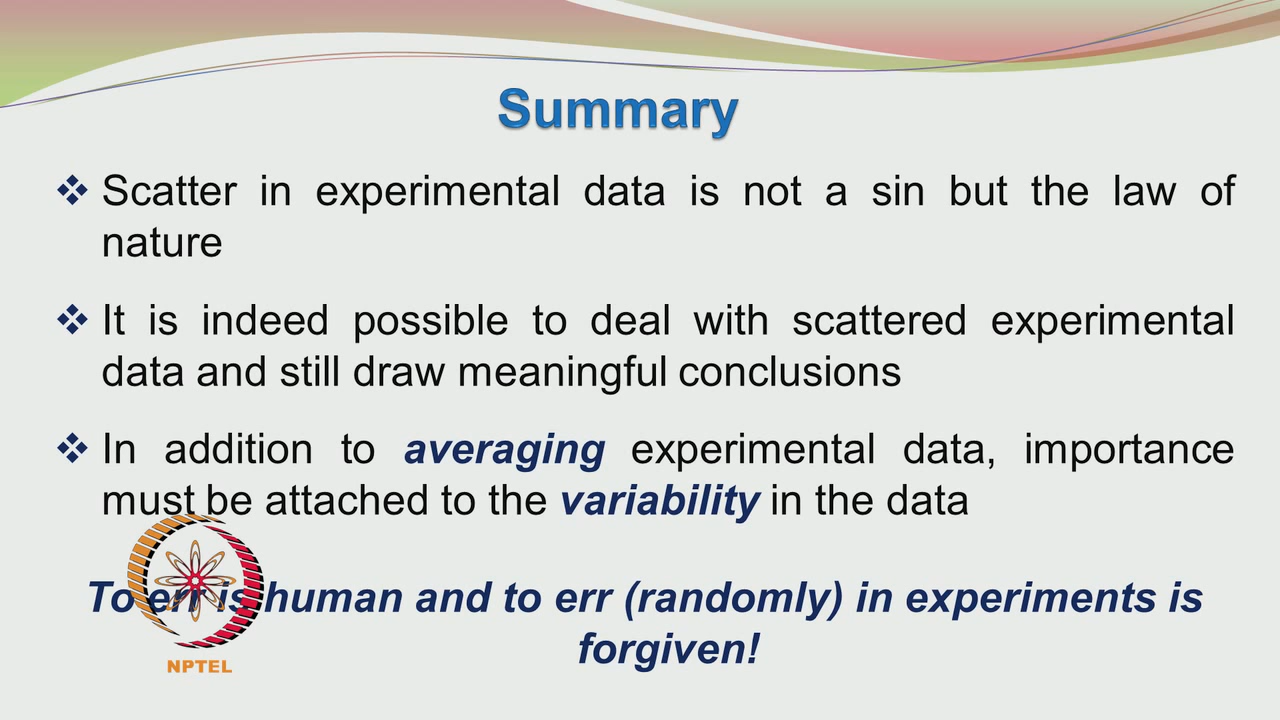 Summary
❖ Scatter in experimental data is not a sin but the law of
nature
❖ It is indeed possible to deal with scattered experimental
data and still draw meaningful conclusions
❖ In addition to averaging experimental data, importance
must be attached to the variability in the data
To err is human and to err (randomly) in experiments is
forgiven!
NPTEL